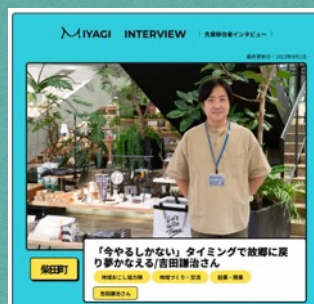 MIYAGI INTERVIEW | 先輩移住者インタビュー |
柴田町
「今やるしかない」タイミングで故郷に戻
り夢かなえる/吉田謙治さん
地域おこし協力隊 地域づくり・交流 起業・開業
吉田謙治さん